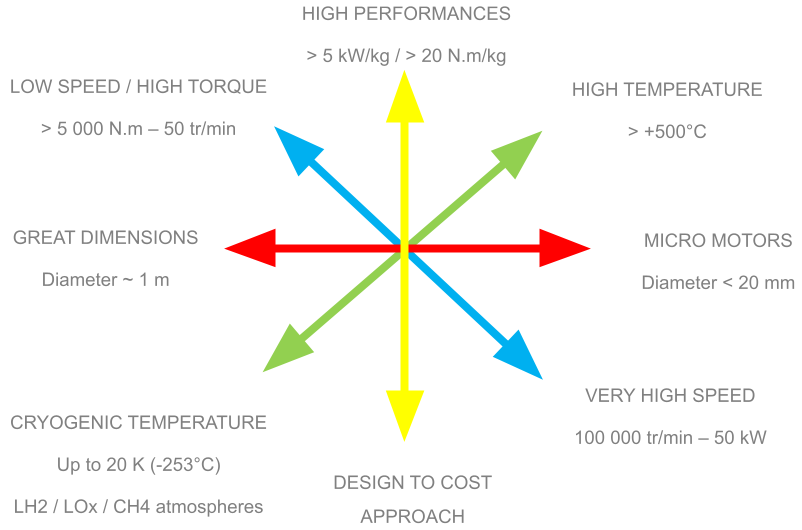 HIGH PERFORMANCES
> 5 kW/kg / > 20 N.m/kg
LOW SPEED / HIGH TORQUE
> 5 000 N.m – 50 tr/min
HIGH TEMPERATURE
> +500°C
GREAT DIMENSIONS
Diameter ~ 1 m
MICRO MOTORS
Diameter < 20 mm
CRYOGENIC TEMPERATURE
Up to 20 K (-253°C)
LH2 / LOx / CH4 atmospheres
VERY HIGH SPEED
100 000 tr/min – 50 kW
DESIGN TO COST
APPROACH